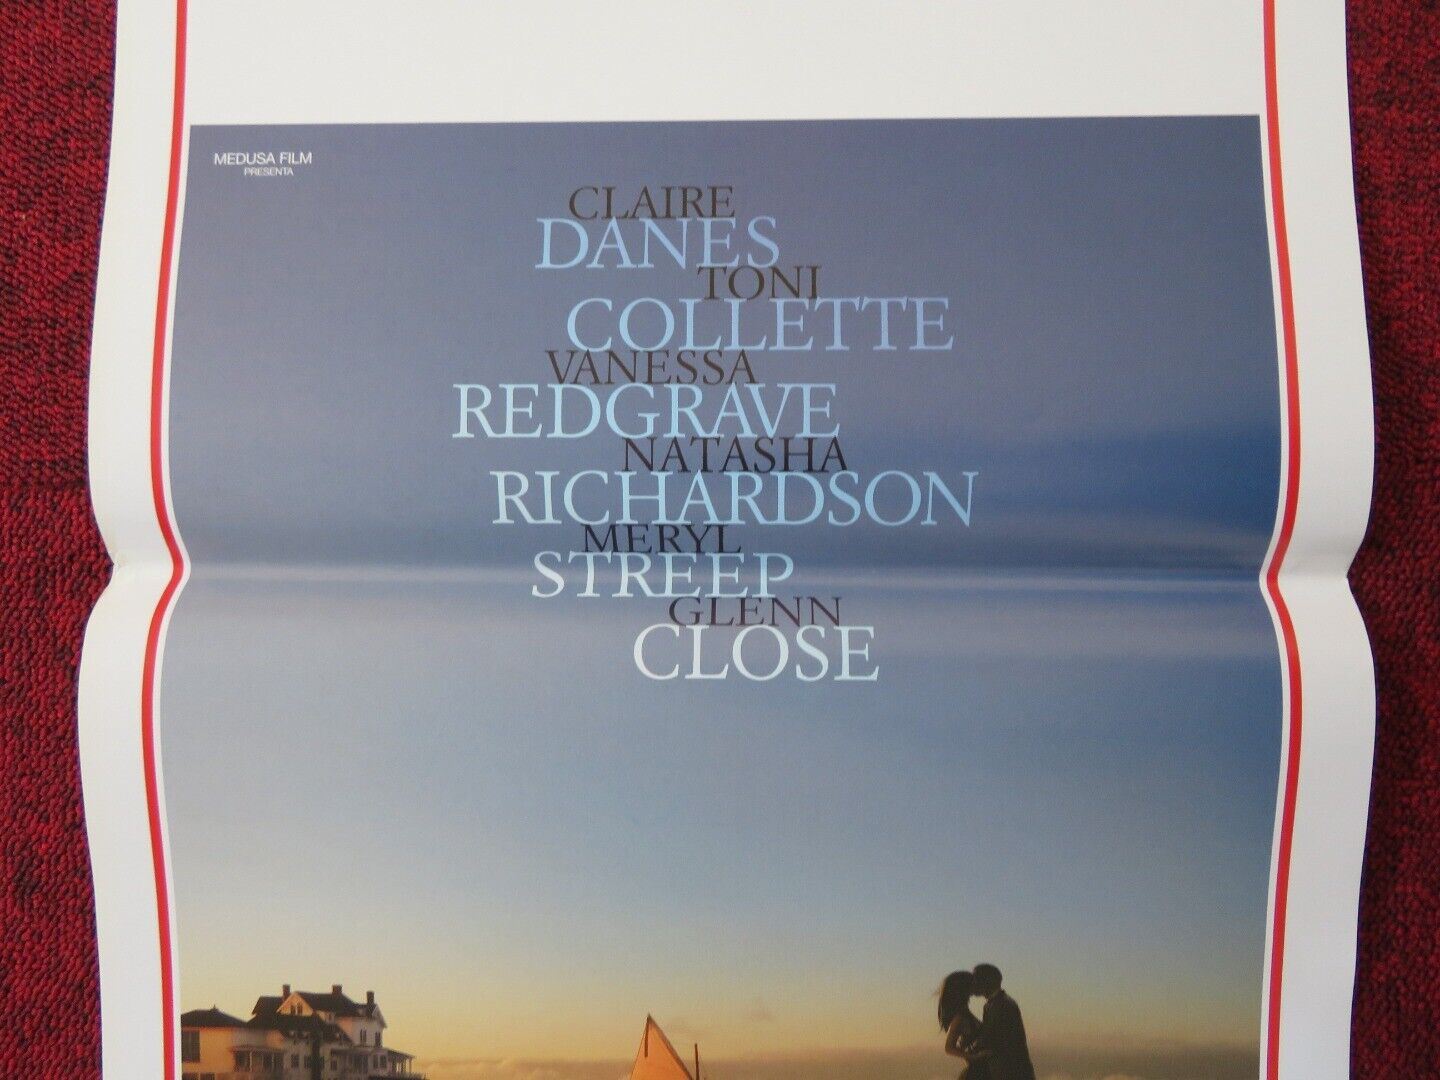 MEDUSA FILM
PRESENTA
CLAIRE
DANES
TONI
COLLETTE
VANESSA
REDGRAVE
NATASHA
RICHARDSON
MERYL
STREEP
GLENN
CLOSE